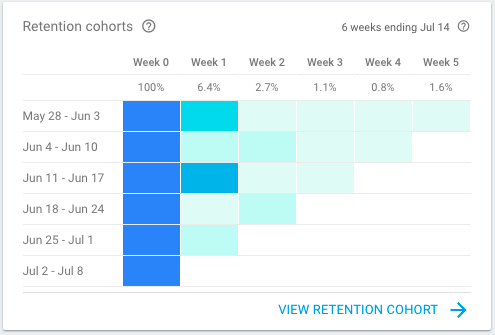 Retention cohorts
6 weeks ending Jul 14
Week 0 Week 1 Week 2 Week 3 Week 4 Week 5
100% 6.4% 2.7% 1.1% 0.8% 1.6%
May 28 - Jun 3
Jun 4 - Jun 10
Jun 11 - Jun 17
Jun 18 - Jun 24
Jun 25 - Jul 1
Jul 2 - Jul 8
VIEW RETENTION COHORT